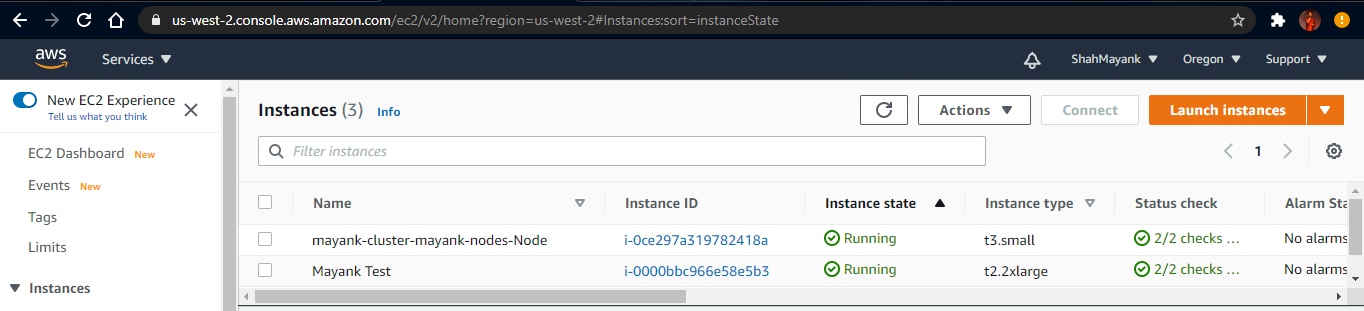 us-west-2.console.aws.amazon.com/ec2/v2/home?region=us-west-2#Instances:sort=instanceState
aws Services ShahMayank Oregon Support
New EC2 Experience
Tell us what you think
EC2 Dashboard New
Events New
Tags
Limits
Instances
Instances (3) Info Actions Connect Launch instances
Filter instances 1
Name Instance ID Instance state Instance type Status check Alarm Sta
mayank-cluster-mayank-nodes-Node i-0ce297a319782418a Running t3.small 2/2 checks ... No alarms
Mayank Test i-0000bbc966e58e5b3 Running t2.2xlarge 2/2 checks ... No alarms